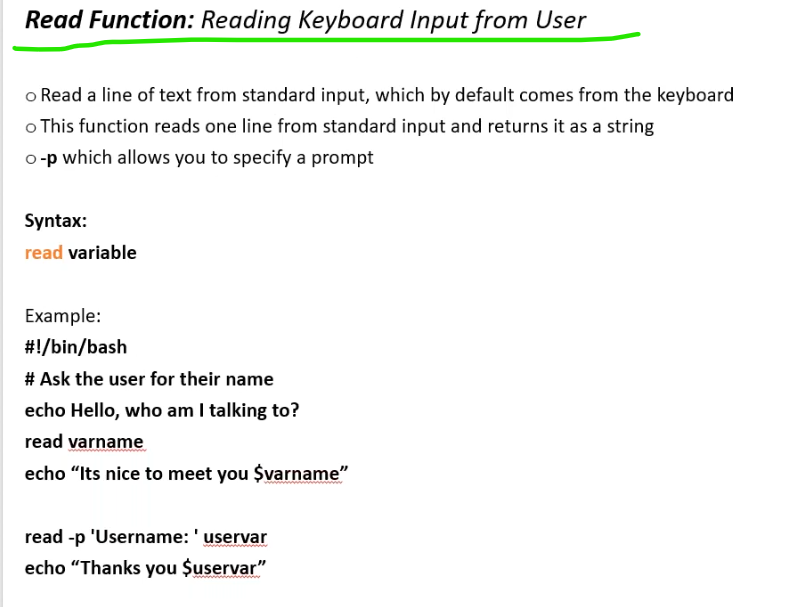 Read Function: Reading Keyboard Input from User
o Read a line of text from standard input, which by default comes from the keyboard
o This function reads one line from standard input and returns it as a string
o -p which allows you to specify a prompt
Syntax:
read variable
Example:
#!/bin/bash
# Ask the user for their name
echo Hello, who am I talking to?
read varname
echo “Its nice to meet you $varname”
read -p 'Username: ' uservar
echo “Thanks you $uservar”